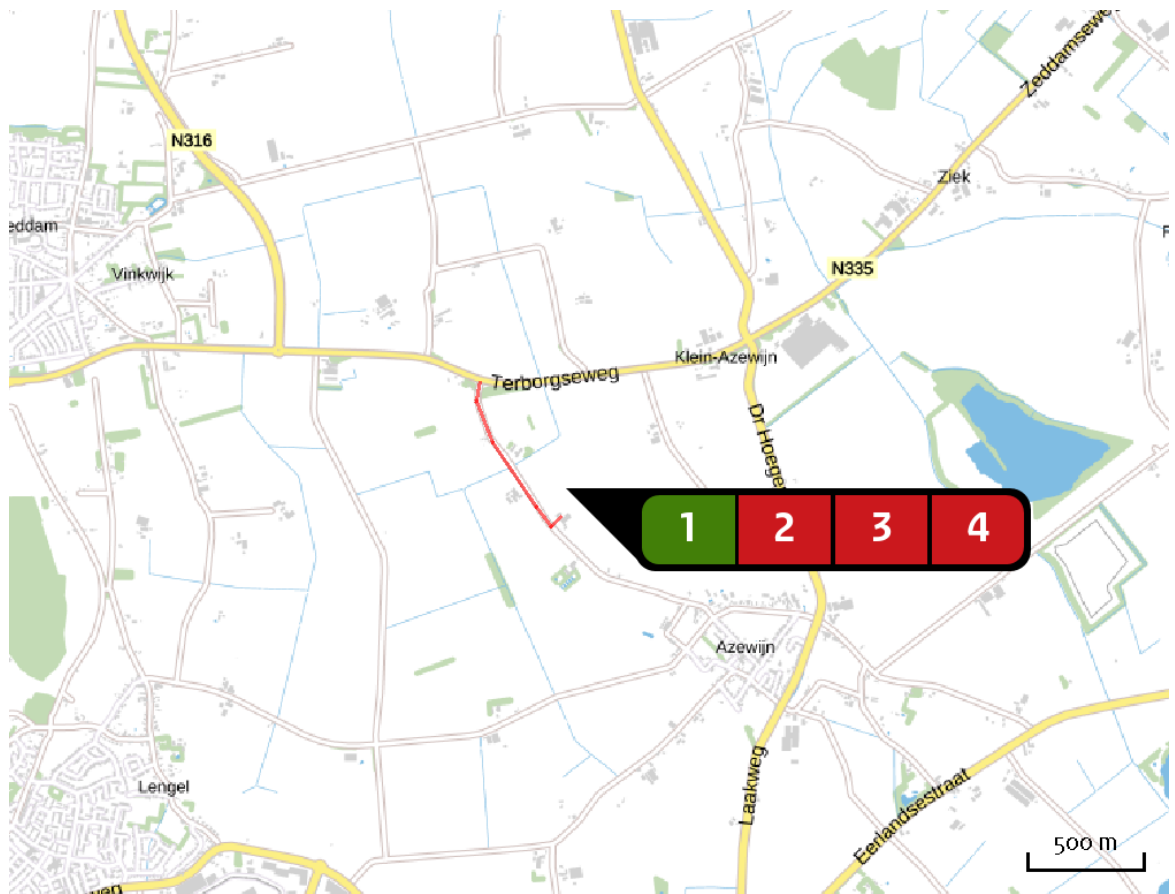 Zeddamseweg
N316
Ziek
eddam
Vinkwijk
N335
Klein-Azewijn
Terborgseweg
Dr Hoege
1 2 3 4
Azewijn
Laakweg
Lengel
Eerlandsestraat
500 m
weg